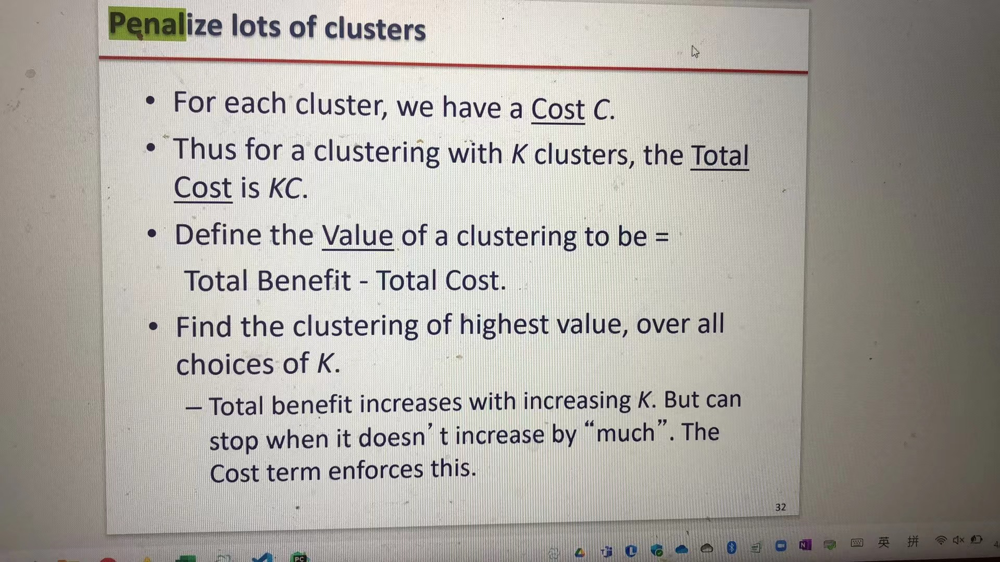 Penalize lots of clusters
• For each cluster, we have a Cost C.
• Thus for a clustering with K clusters, the Total
Cost is KC.
• Define the Value of a clustering to be =
Total Benefit - Total Cost.
• Find the clustering of highest value, over all
choices of K.
– Total benefit increases with increasing K. But can
stop when it doesn’t increase by “much”. The
Cost term enforces this.
32
PC
N
英 拼